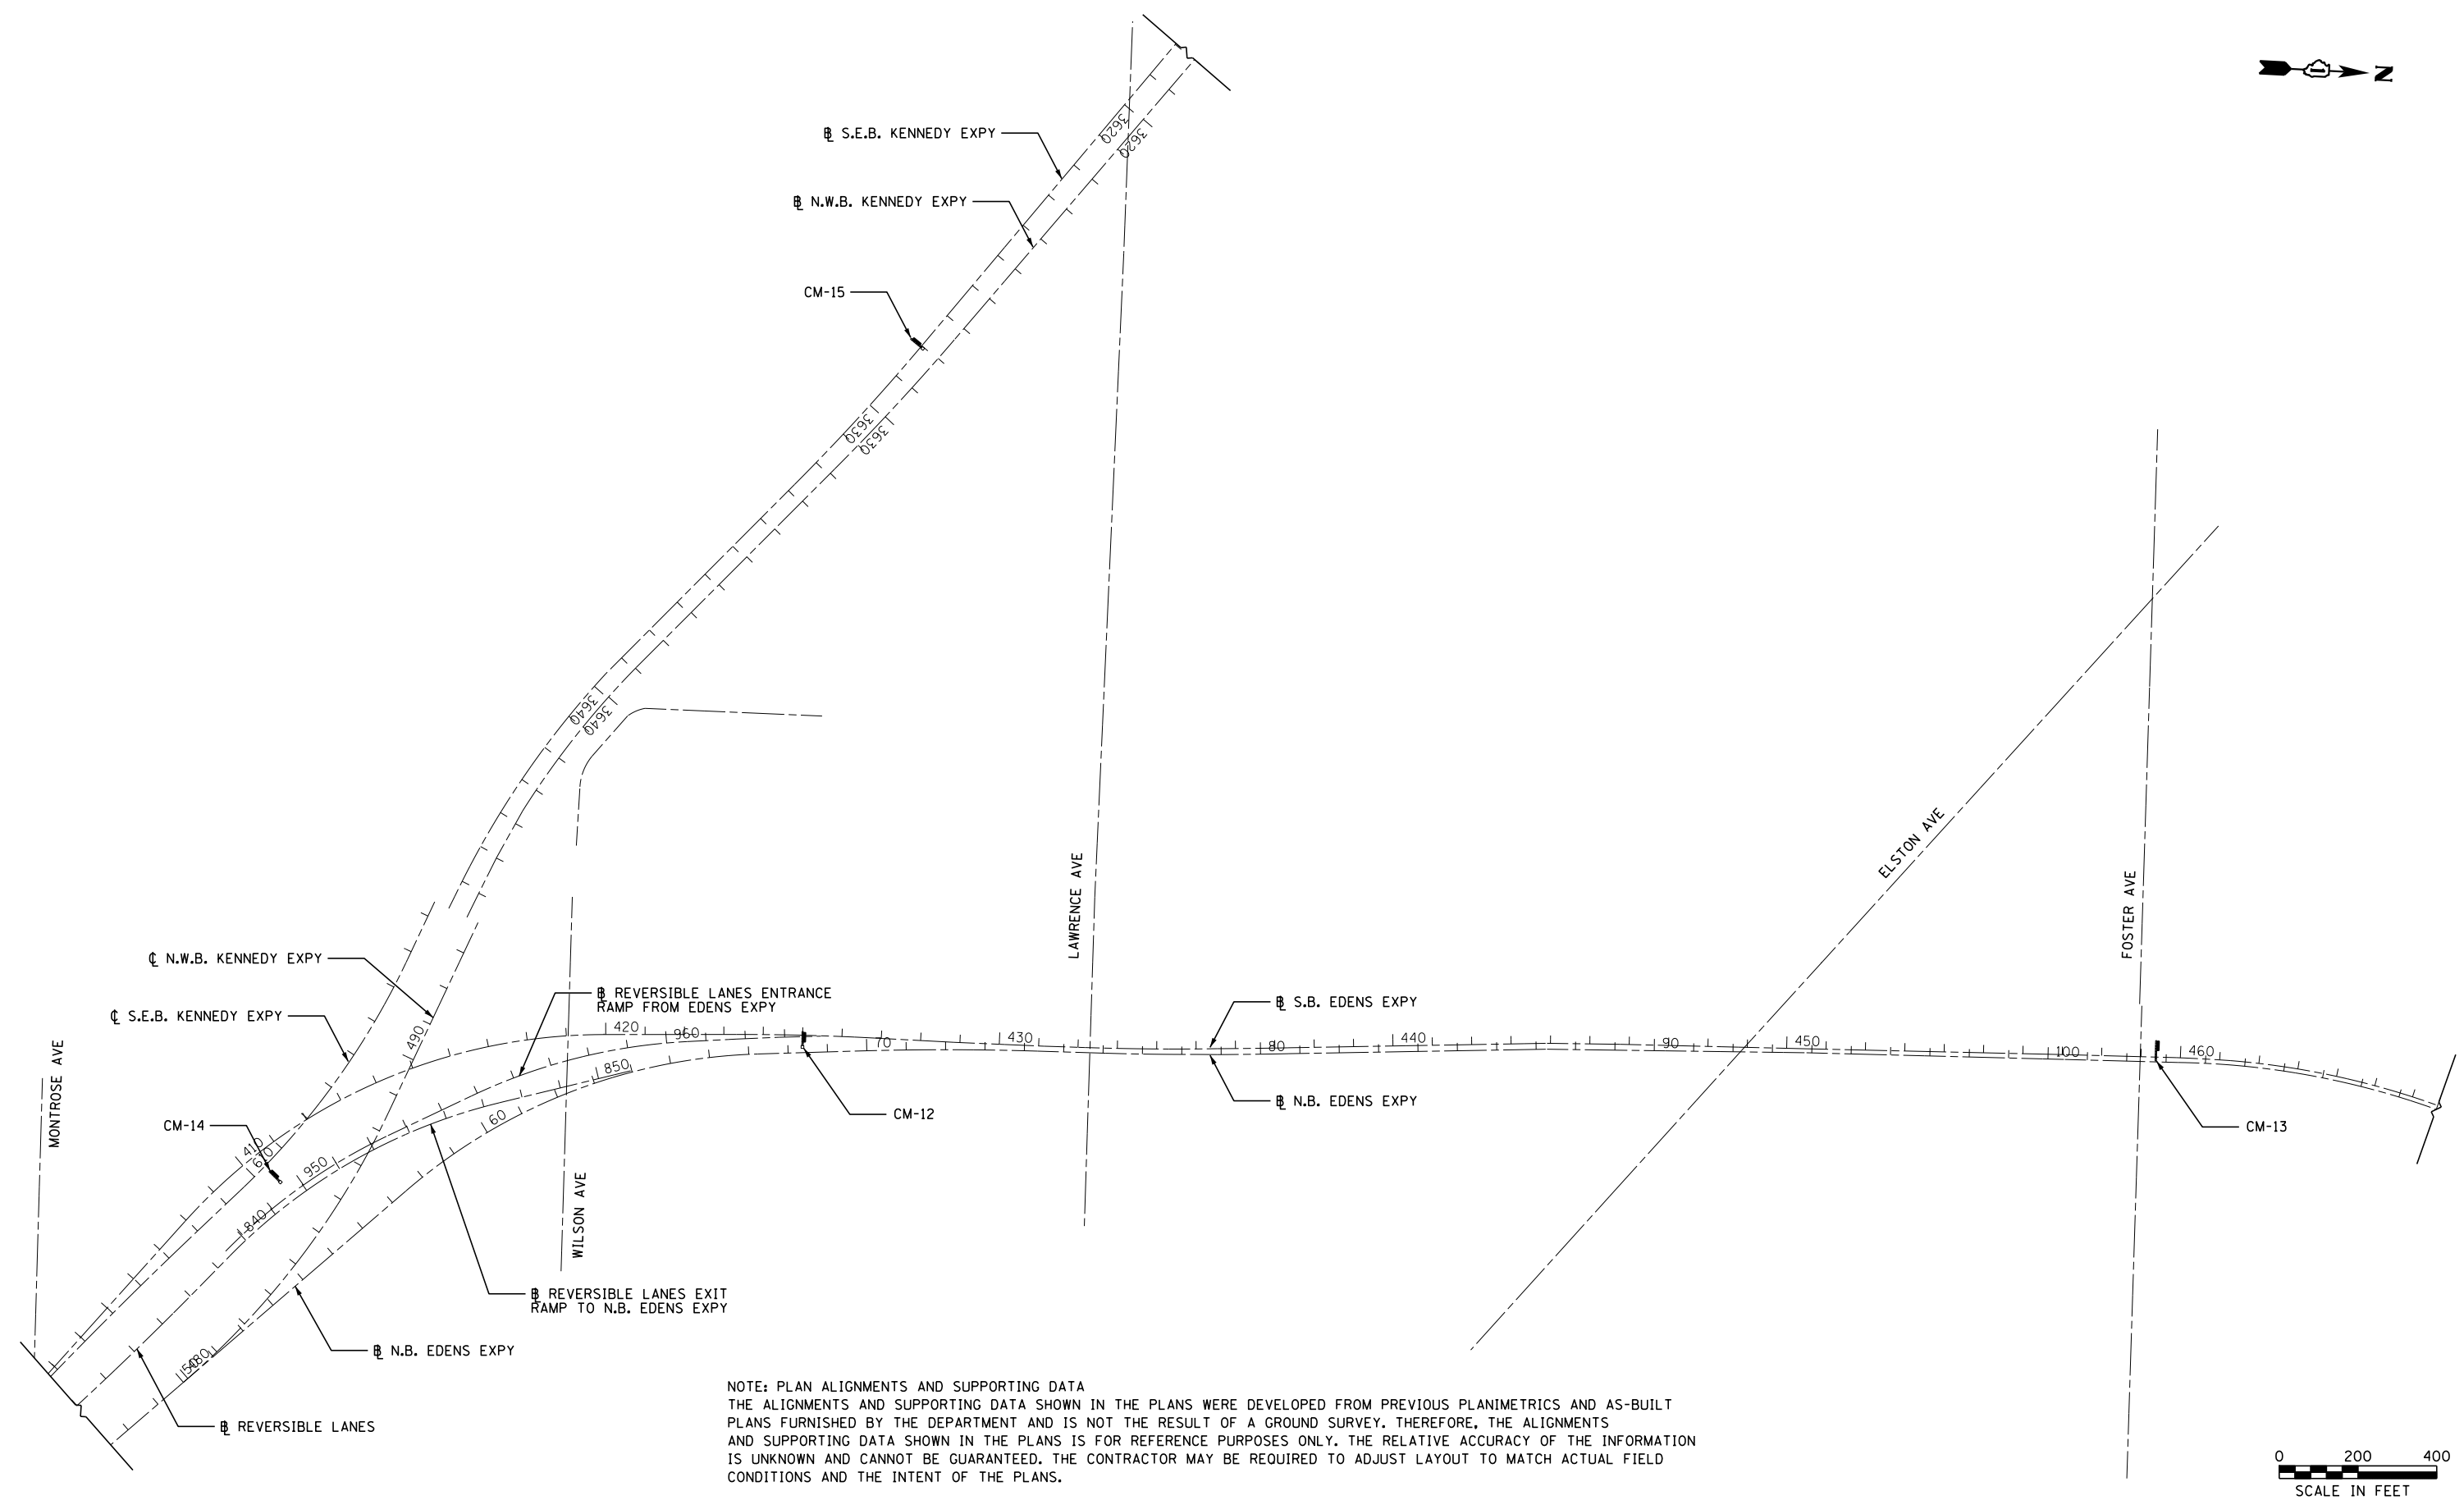 N
℄ S.E.B. KENNEDY EXPY
℄ N.W.B. KENNEDY EXPY
3620
3620
CM-15
3630
3630
3640
3640
LAWRENCE AVE
ELSTON AVE
FOSTER AVE
℄ N.W.B. KENNEDY EXPY
℄ S.E.B. KENNEDY EXPY
490
℄ REVERSIBLE LANES ENTRANCE
RAMP FROM EDENS EXPY
℄ S.B. EDENS EXPY
420
960
70
430
80
440
90
450
100
460
850
60
MONTROSE AVE
CM-14
410
950
840
CM-12
℄ N.B. EDENS EXPY
CM-13
WILSON AVE
℄ REVERSIBLE LANES EXIT
RAMP TO N.B. EDENS EXPY
℄ N.B. EDENS EXPY
50
480
℄ REVERSIBLE LANES
NOTE: PLAN ALIGNMENTS AND SUPPORTING DATA
THE ALIGNMENTS AND SUPPORTING DATA SHOWN IN THE PLANS WERE DEVELOPED FROM PREVIOUS PLANIMETRICS AND AS-BUILT
PLANS FURNISHED BY THE DEPARTMENT AND IS NOT THE RESULT OF A GROUND SURVEY. THEREFORE, THE ALIGNMENTS
AND SUPPORTING DATA SHOWN IN THE PLANS IS FOR REFERENCE PURPOSES ONLY. THE RELATIVE ACCURACY OF THE INFORMATION
IS UNKNOWN AND CANNOT BE GUARANTEED. THE CONTRACTOR MAY BE REQUIRED TO ADJUST LAYOUT TO MATCH ACTUAL FIELD
CONDITIONS AND THE INTENT OF THE PLANS.
0 200 400
SCALE IN FEET